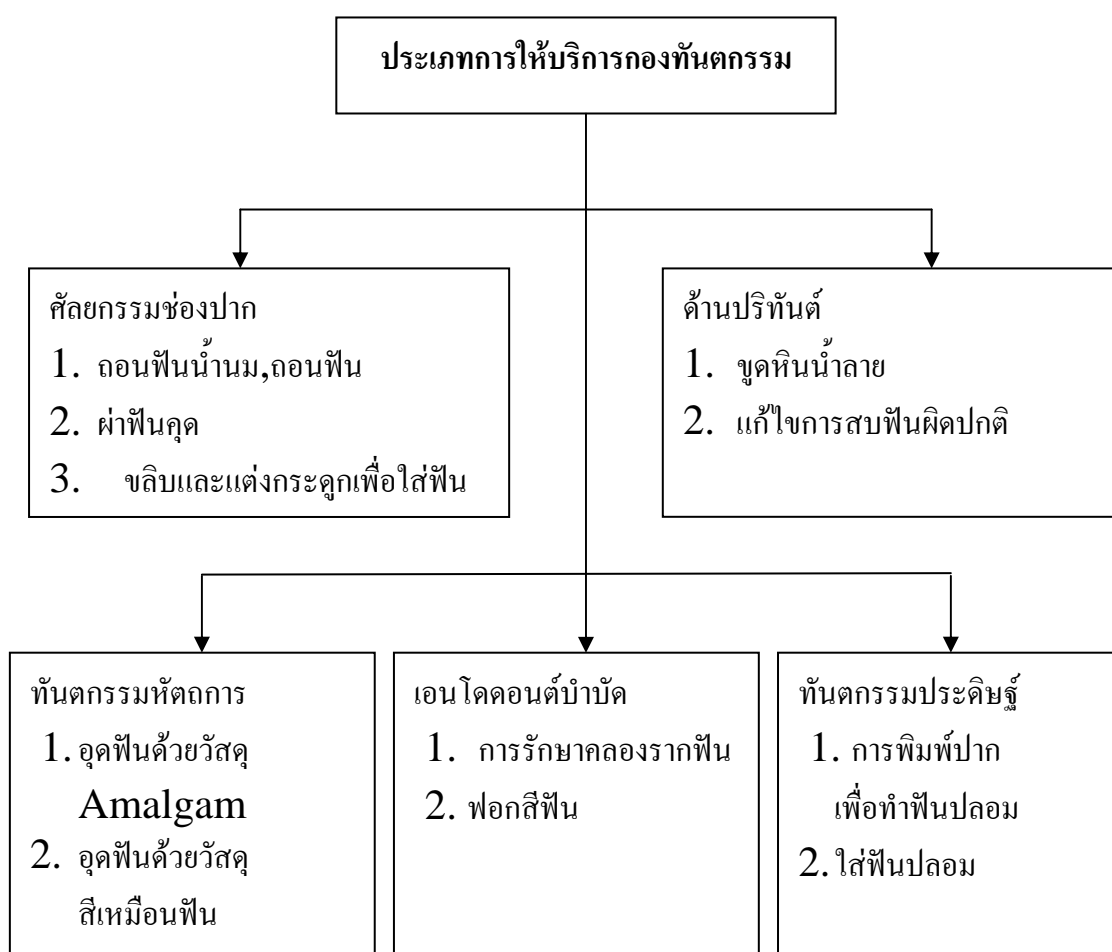 ประเภทการให้บริการกองทันตกรรม
ศัลยกรรมช่องปาก
1. ถอนฟันน้ำนม,ถอนฟัน
2. ผ่าฟันคุด
3. ขลิบและแต่งกระดูกเพื่อใส่ฟัน
ด้านปริทันต์
1. ขูดหินน้ำลาย
2. แก้ไขการสบฟันผิดปกติ
ทันตกรรมหัตถการ
1. อุดฟันด้วยวัสดุ
Amalgam
2. อุดฟันด้วยวัสดุ
สีเหมือนฟัน
เอนโดดอนต์บำบัด
1. การรักษาคลองรากฟัน
2. ฟอกสีฟัน
ทันตกรรมประดิษฐ์
1. การพิมพ์ปาก
เพื่อทำฟันปลอม
2. ใส่ฟันปลอม